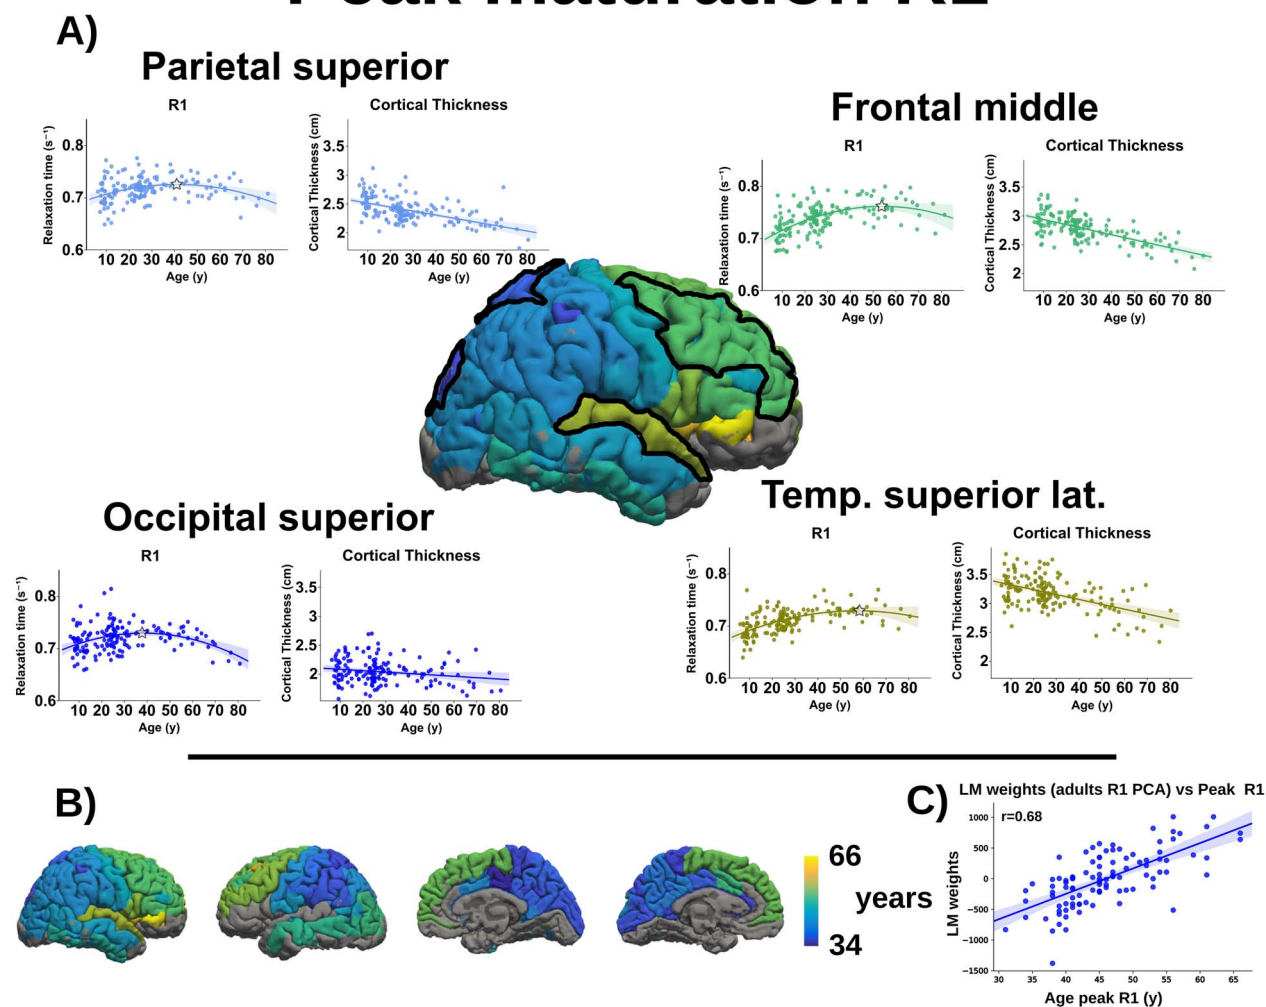 Peak maturation R1
A)
Parietal superior
R1
Cortical Thickness
Relaxation time (s⁻¹)
0.8
0.7
0.6
10 20 30 40 50 60 70 80
Age (y)
Cortical Thickness (cm)
3.5
3
2.5
2
10 20 30 40 50 60 70 80
Age (y)
Frontal middle
R1
Cortical Thickness
Relaxation time (s⁻¹)
0.8
0.7
0.6
10 20 30 40 50 60 70 80
Age (y)
Cortical Thickness (cm)
3.5
3
2.5
2
10 20 30 40 50 60 70 80
Age (y)
Occipital superior
R1
Cortical Thickness
Relaxation time (s⁻¹)
0.8
0.7
0.6
10 20 30 40 50 60 70 80
Age (y)
Cortical Thickness (cm)
3.5
3
2.5
2
10 20 30 40 50 60 70 80
Age (y)
Temp. superior lat.
R1
Cortical Thickness
Relaxation time (s⁻¹)
0.8
0.7
0.6
10 20 30 40 50 60 70 80
Age (y)
Cortical Thickness (cm)
3.5
3
2.5
2
10 20 30 40 50 60 70 80
Age (y)
B)
66
years
34
C)
LM weights (adults R1 PCA) vs Peak R1
r=0.68
LM weights
1000
500
0
−500
−1000
−1500
30 35 40 45 50 55 60 65
Age peak R1 (y)